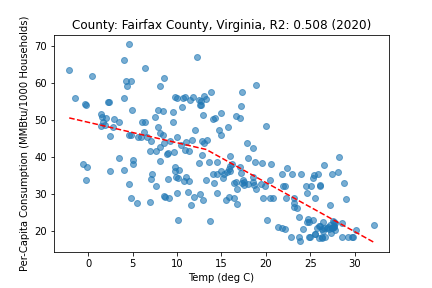 County: Fairfax County, Virginia, R2: 0.508 (2020)
Per-Capita Consumption (MMBtu/1000 Households)
70
60
50
40
30
20
0 5 10 15 20 25 30
Temp (deg C)